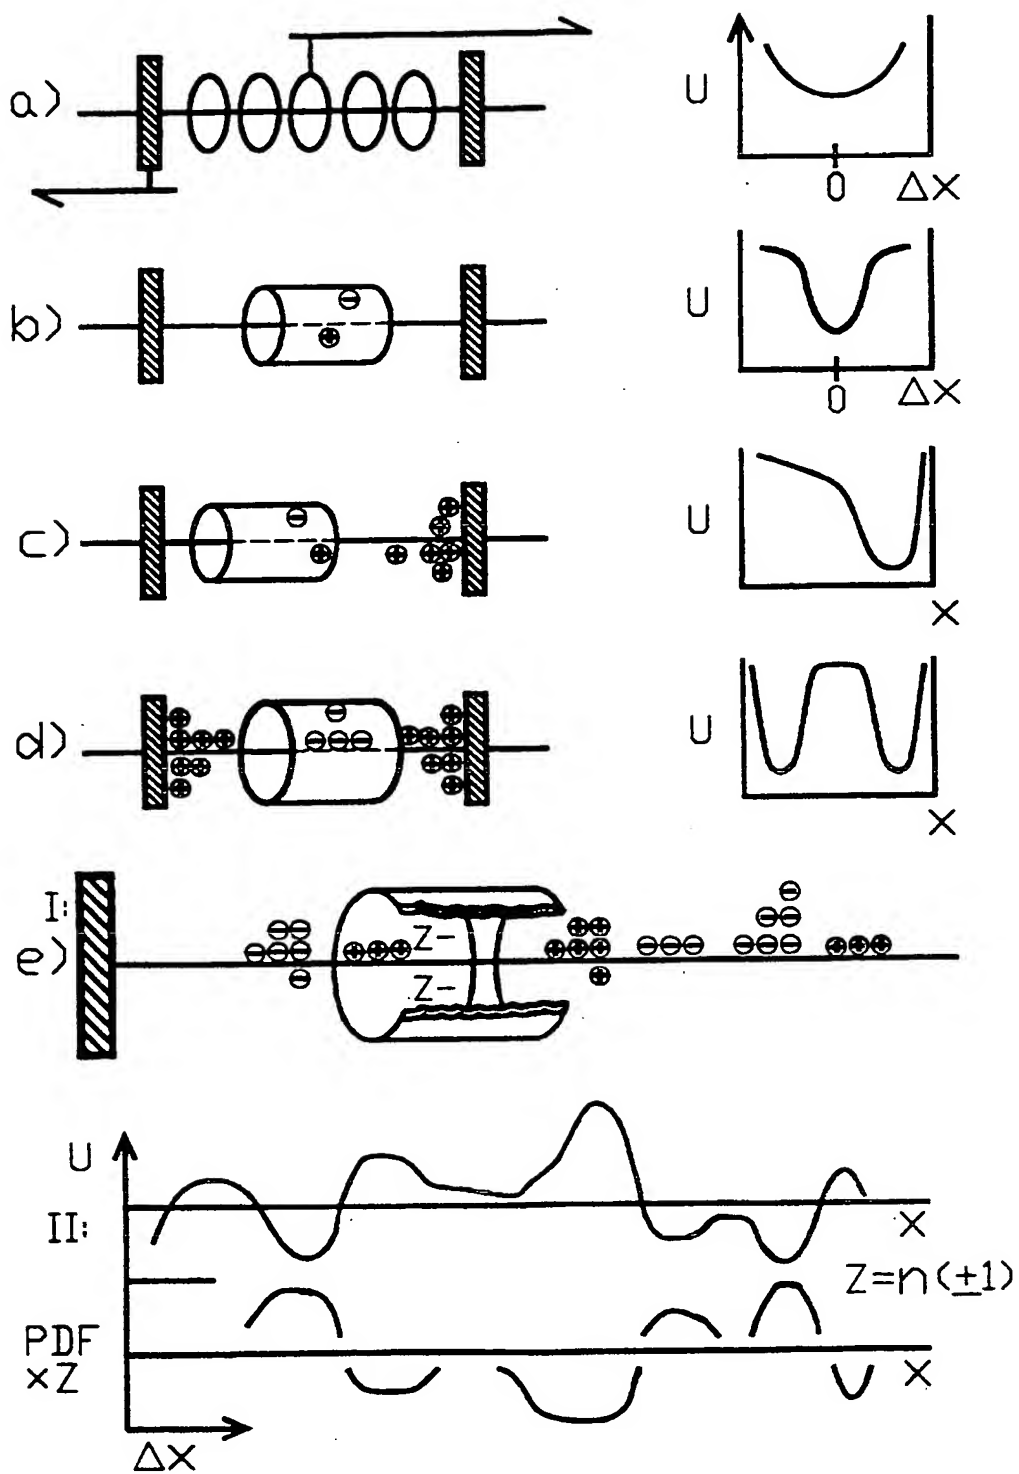 a)
U
0 ΔX
b)
U
0 ΔX
c)
U
X
d)
U
X
I:
e)
Z-
Z-
U
II:
X
Z=n(±1)
PDF
×Z
X
ΔX